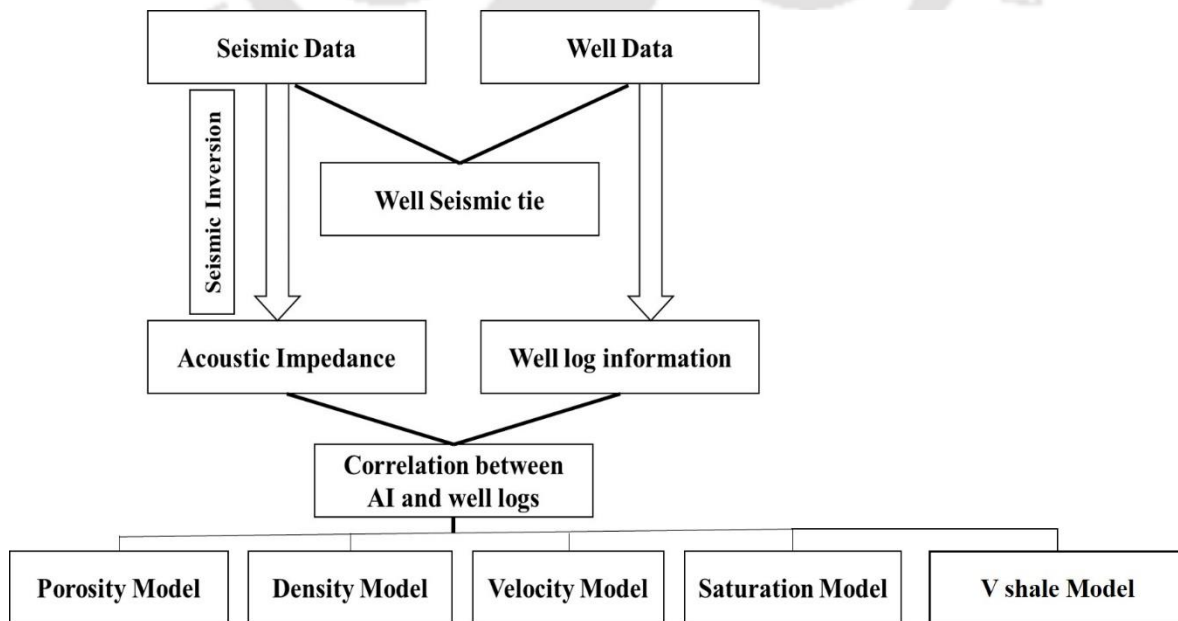 Seismic Data
Well Data
Seismic Inversion
Well Seismic tie
Acoustic Impedance
Well log information
Correlation between
AI and well logs
Porosity Model
Density Model
Velocity Model
Saturation Model
V shale Model